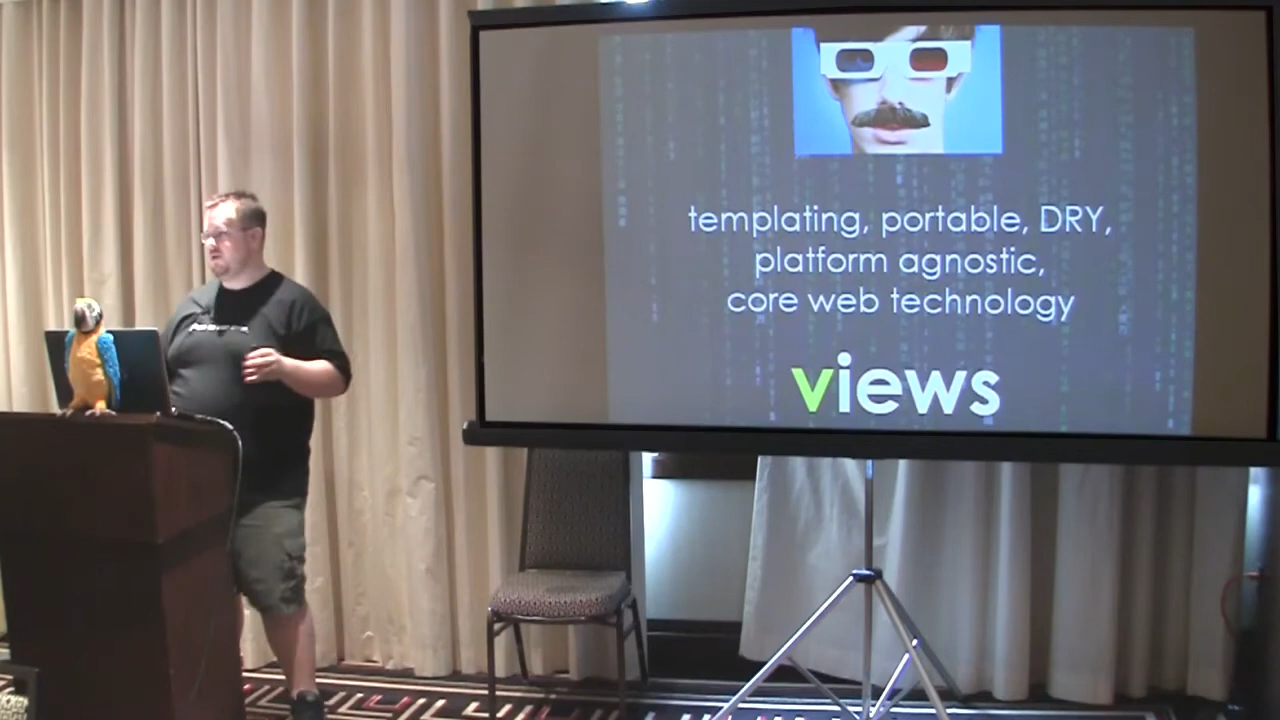 templating, portable, DRY,
platform agnostic,
core web technology
views